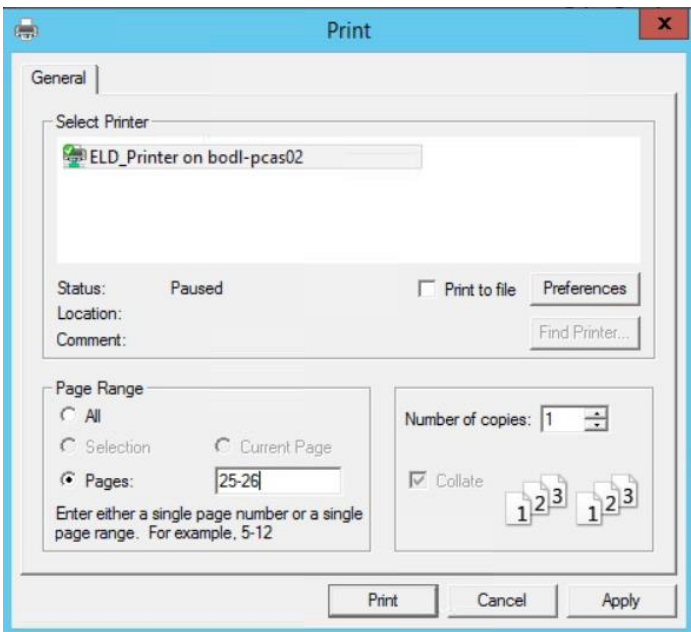 Print
x
General
Select Printer
ELD_Printer on bodl-pcas02
Status: Paused
Print to file
Preferences
Location:
Comment:
Find Printer...
Page Range
All
Selection
Current Page
Pages: 25-26
Enter either a single page number or a single
page range. For example, 5-12
Number of copies: 1
Collate
1 2 3 1 2 3
Print Cancel Apply